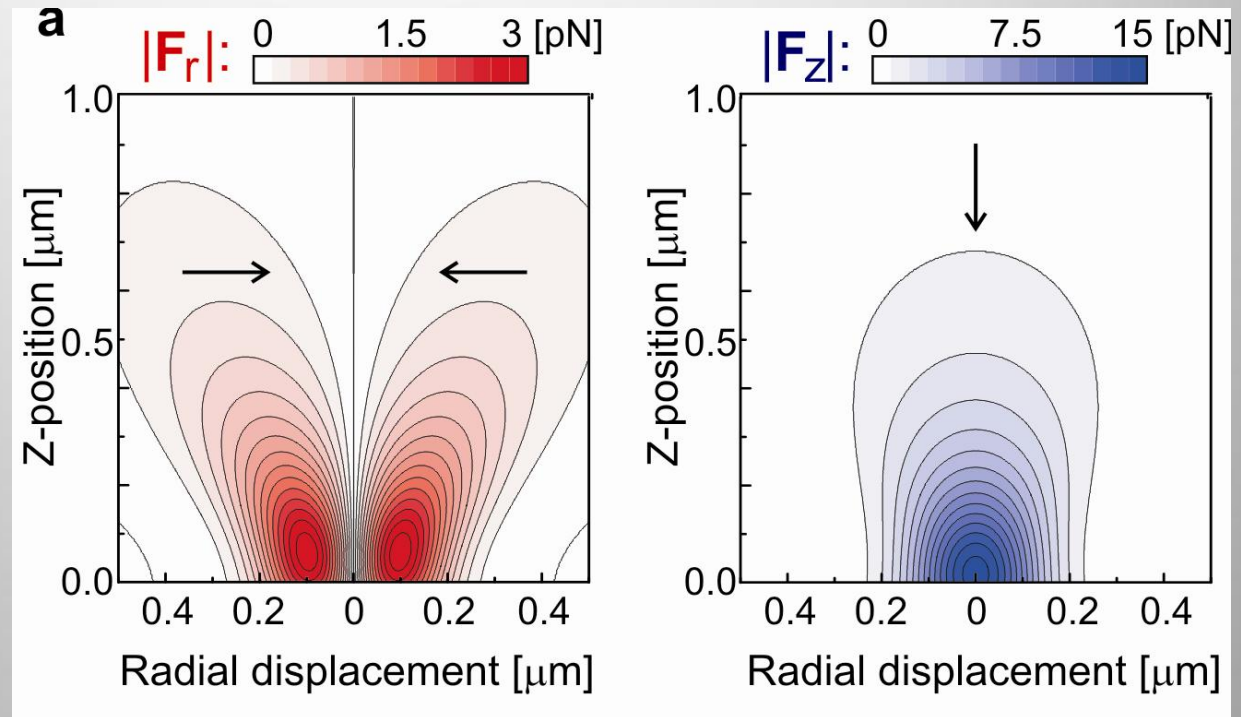 a
|Fr|: 0 1.5 3 [pN]
1.0
0.5
0.0
Z-position [μm]
0.4 0.2 0 0.2 0.4
Radial displacement [μm]
|Fz|: 0 7.5 15 [pN]
1.0
0.5
0.0
Z-position [μm]
0.4 0.2 0 0.2 0.4
Radial displacement [μm]